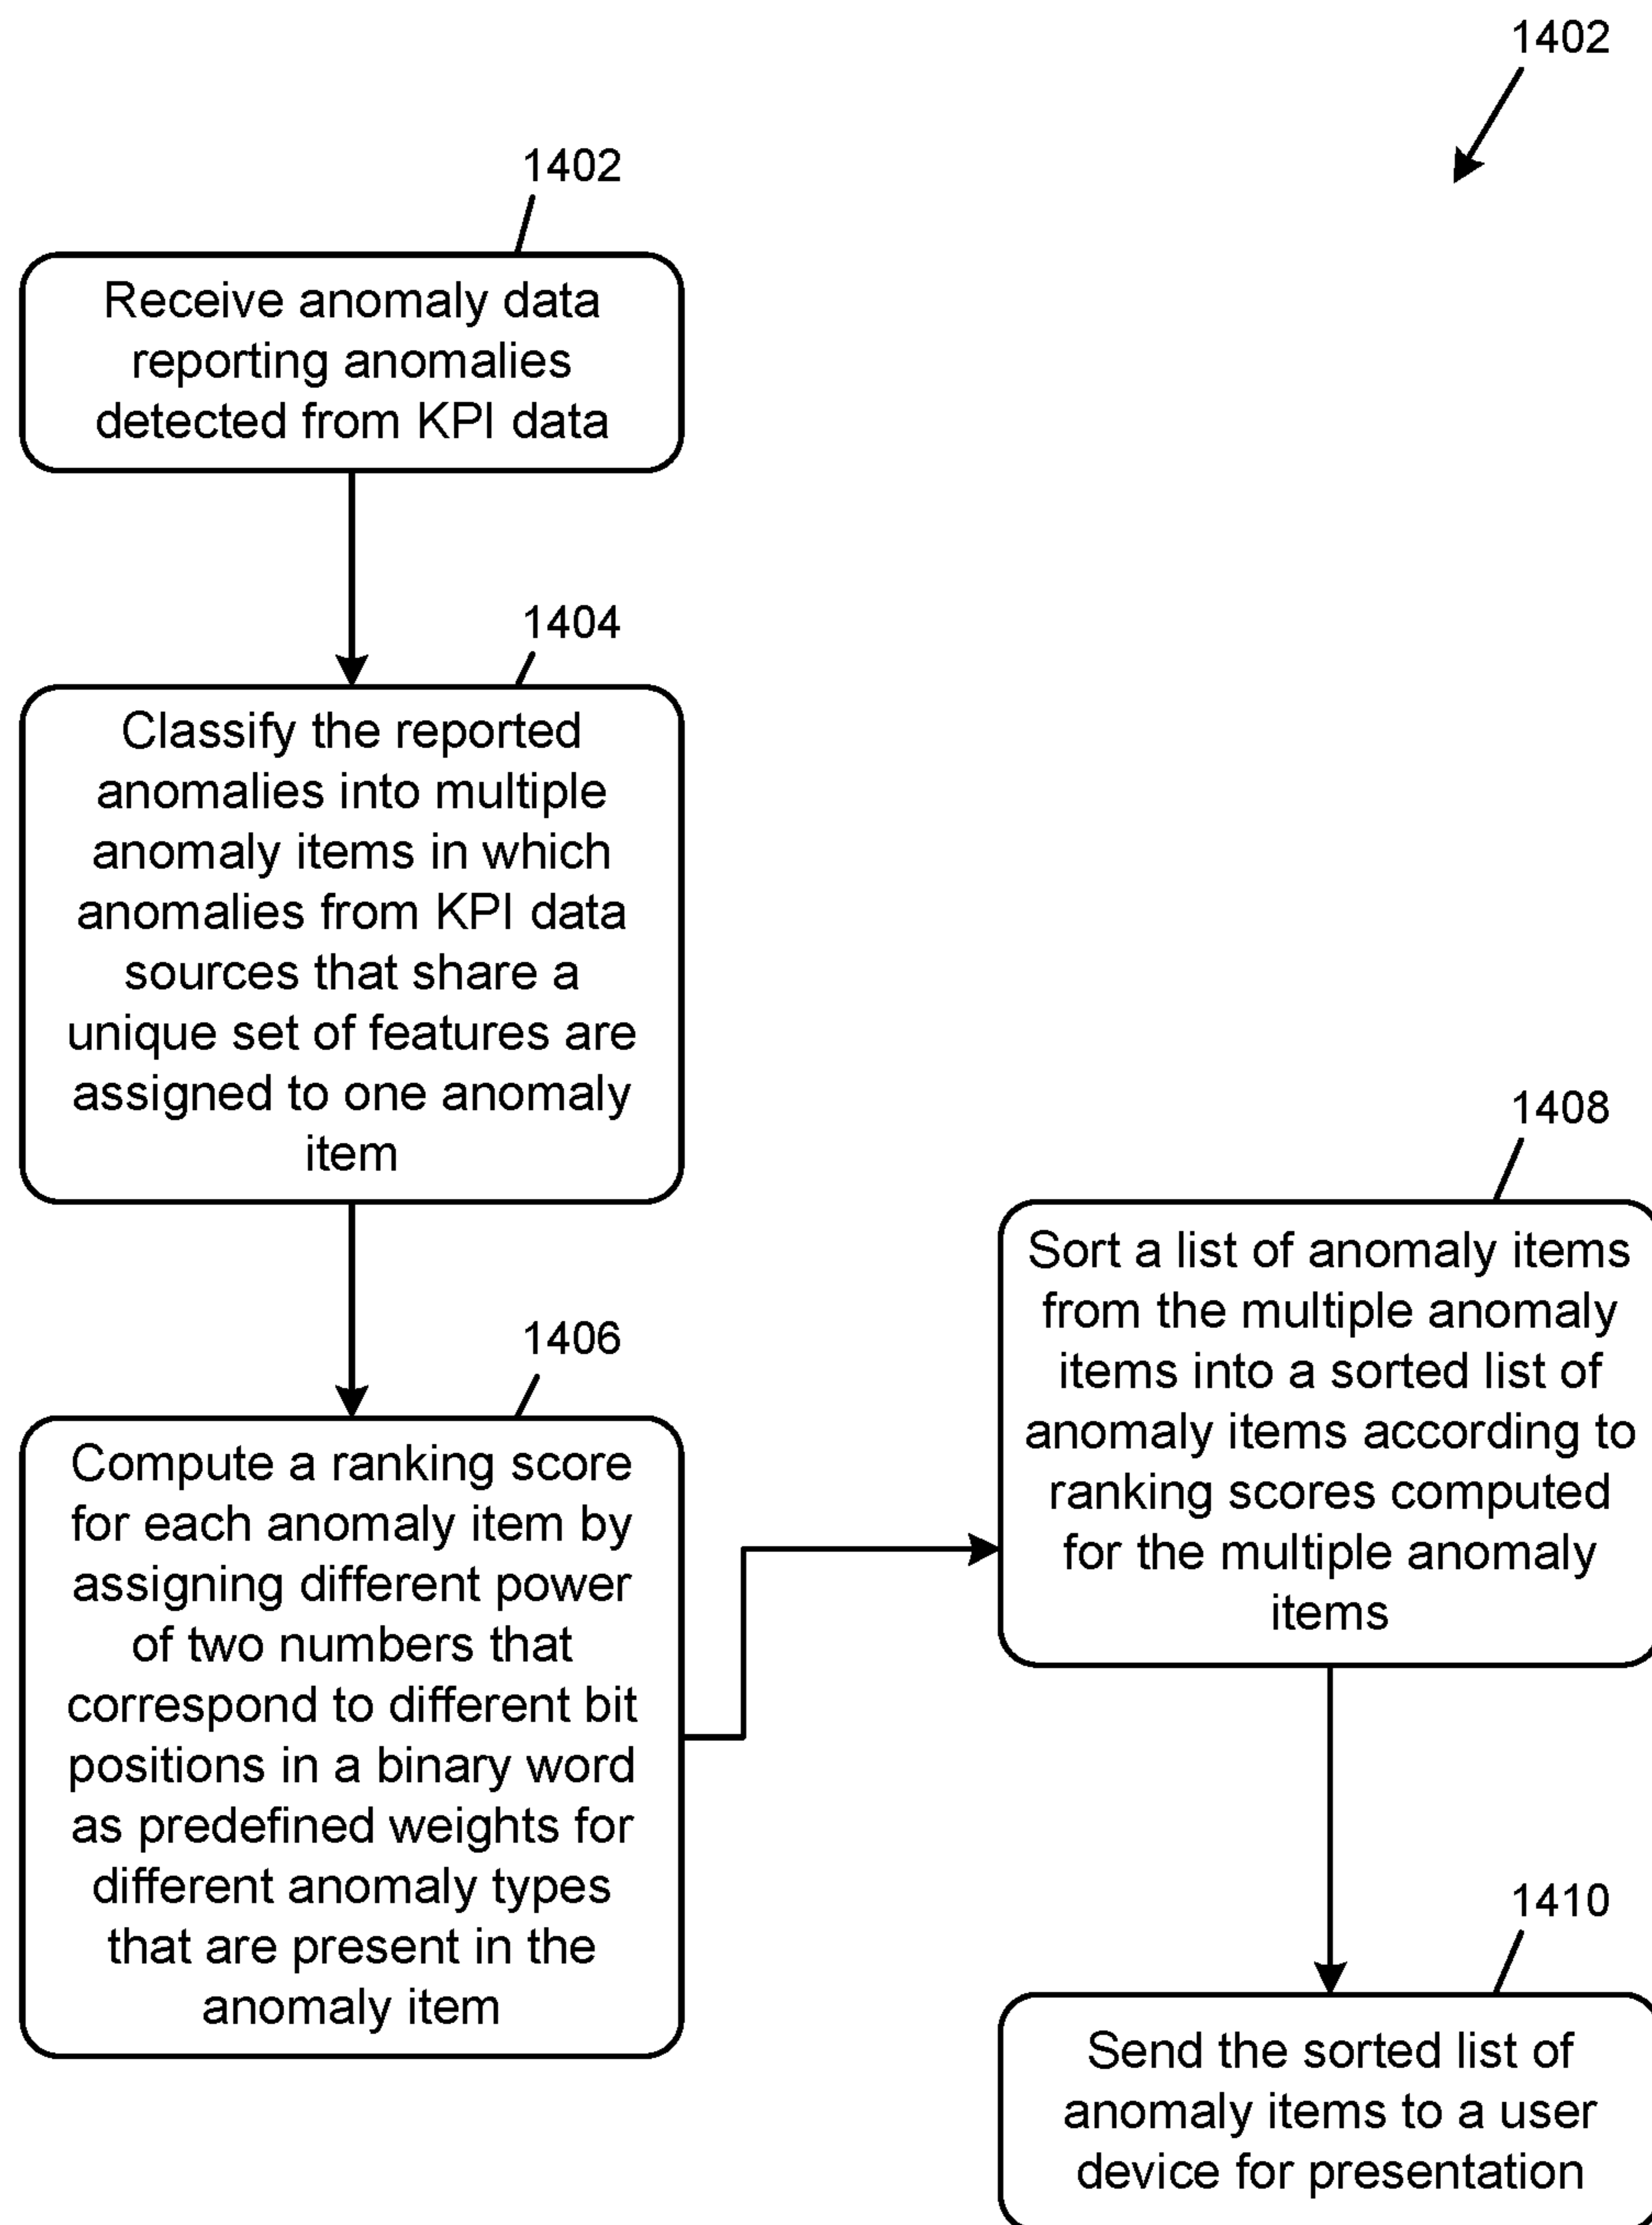 1402
1402
Receive anomaly data
reporting anomalies
detected from KPI data
1404
Classify the reported
anomalies into multiple
anomaly items in which
anomalies from KPI data
sources that share a
unique set of features are
assigned to one anomaly
item
1406
Compute a ranking score
for each anomaly item by
assigning different power
of two numbers that
correspond to different bit
positions in a binary word
as predefined weights for
different anomaly types
that are present in the
anomaly item
1408
Sort a list of anomaly items
from the multiple anomaly
items into a sorted list of
anomaly items according to
ranking scores computed
for the multiple anomaly
items
1410
Send the sorted list of
anomaly items to a user
device for presentation